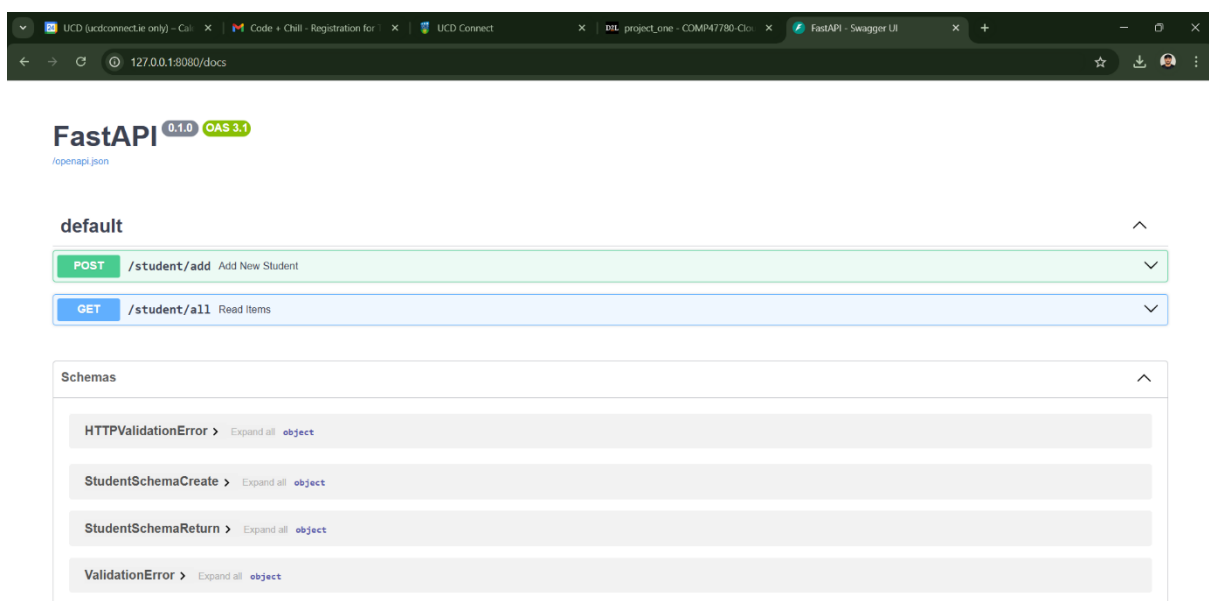 UCD (ucdconnect.ie only) – Cal
Code + Chill - Registration for
UCD Connect
D2L project_one - COMP47780-Clou
FastAPI - Swagger UI
127.0.0.1:8080/docs
FastAPI 0.1.0 OAS 3.1
/openapi.json
default
POST /student/add Add New Student
GET /student/all Read Items
Schemas
HTTPValidationError Expand all object
StudentSchemaCreate Expand all object
StudentSchemaReturn Expand all object
ValidationError Expand all object